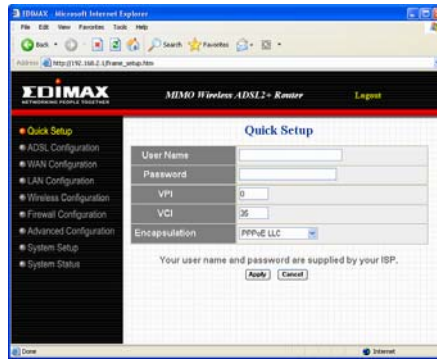 EDIMAX - Microsoft Internet Explorer
File Edit View Favorites Tools Help
Back Search Favorites
Address http://192.168.2.1/frame_setup.htm
EDIMAX
NETWORKING PEOPLE TOGETHER
MIMO Wireless ADSL2+ Router
Logout
Quick Setup
ADSL Configuration
WAN Configuration
LAN Configuration
Wireless Configuration
Firewall Configuration
Advanced Configuration
System Setup
System Status
Quick Setup
User Name
Password
VPI 0
VCI 35
Encapsulation PPPoE LLC
Your user name and password are supplied by your ISP.
Apply Cancel
Done Internet